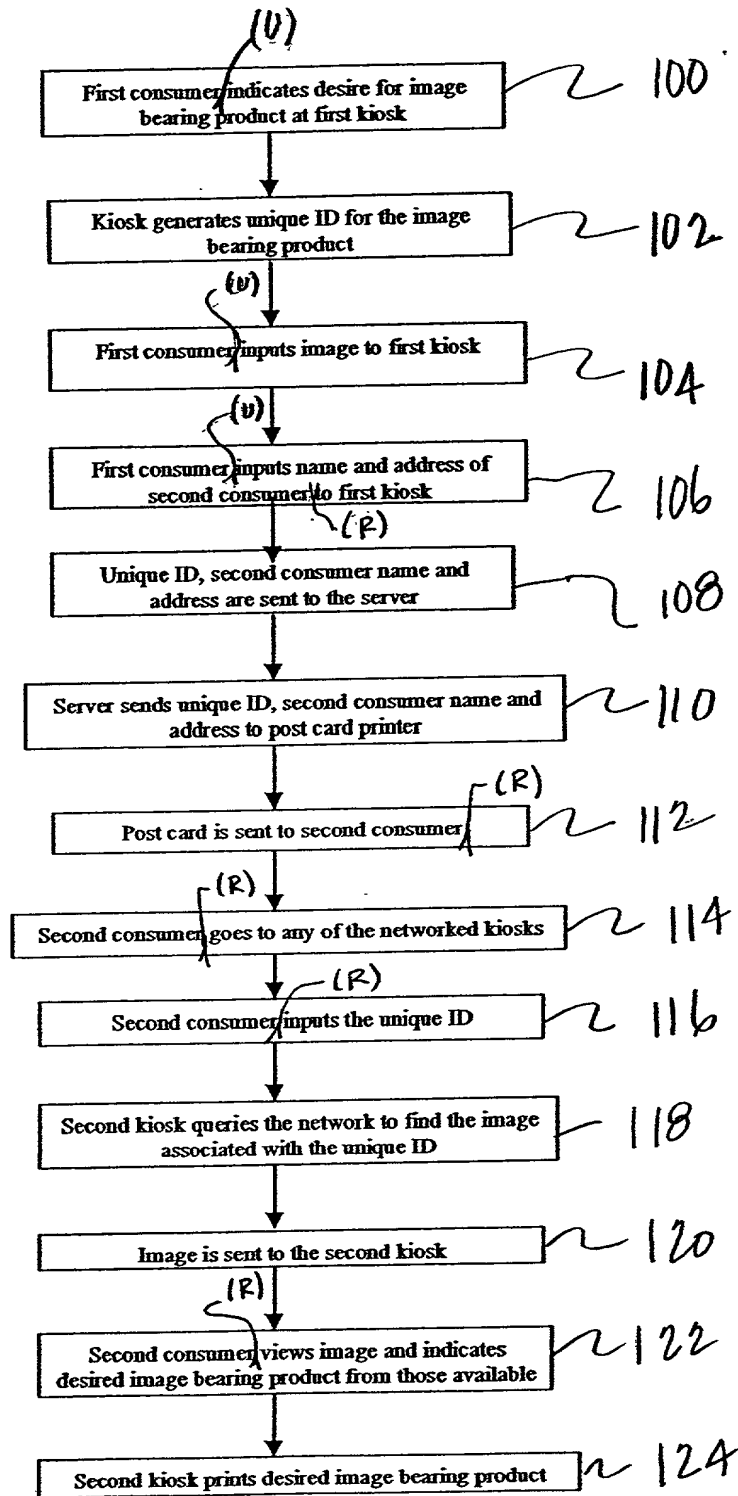 (U)
First consumer indicates desire for image
bearing product at first kiosk
100
Kiosk generates unique ID for the image
bearing product
102
(U)
First consumer inputs image to first kiosk
104
(U)
First consumer inputs name and address of
second consumer to first kiosk
106
(R)
Unique ID, second consumer name and
address are sent to the server
108
Server sends unique ID, second consumer name and
address to post card printer
110
(R)
Post card is sent to second consumer
112
(R)
Second consumer goes to any of the networked kiosks
114
(R)
Second consumer inputs the unique ID
116
Second kiosk queries the network to find the image
associated with the unique ID
118
Image is sent to the second kiosk
120
(R)
Second consumer views image and indicates
desired image bearing product from those available
122
Second kiosk prints desired image bearing product
124